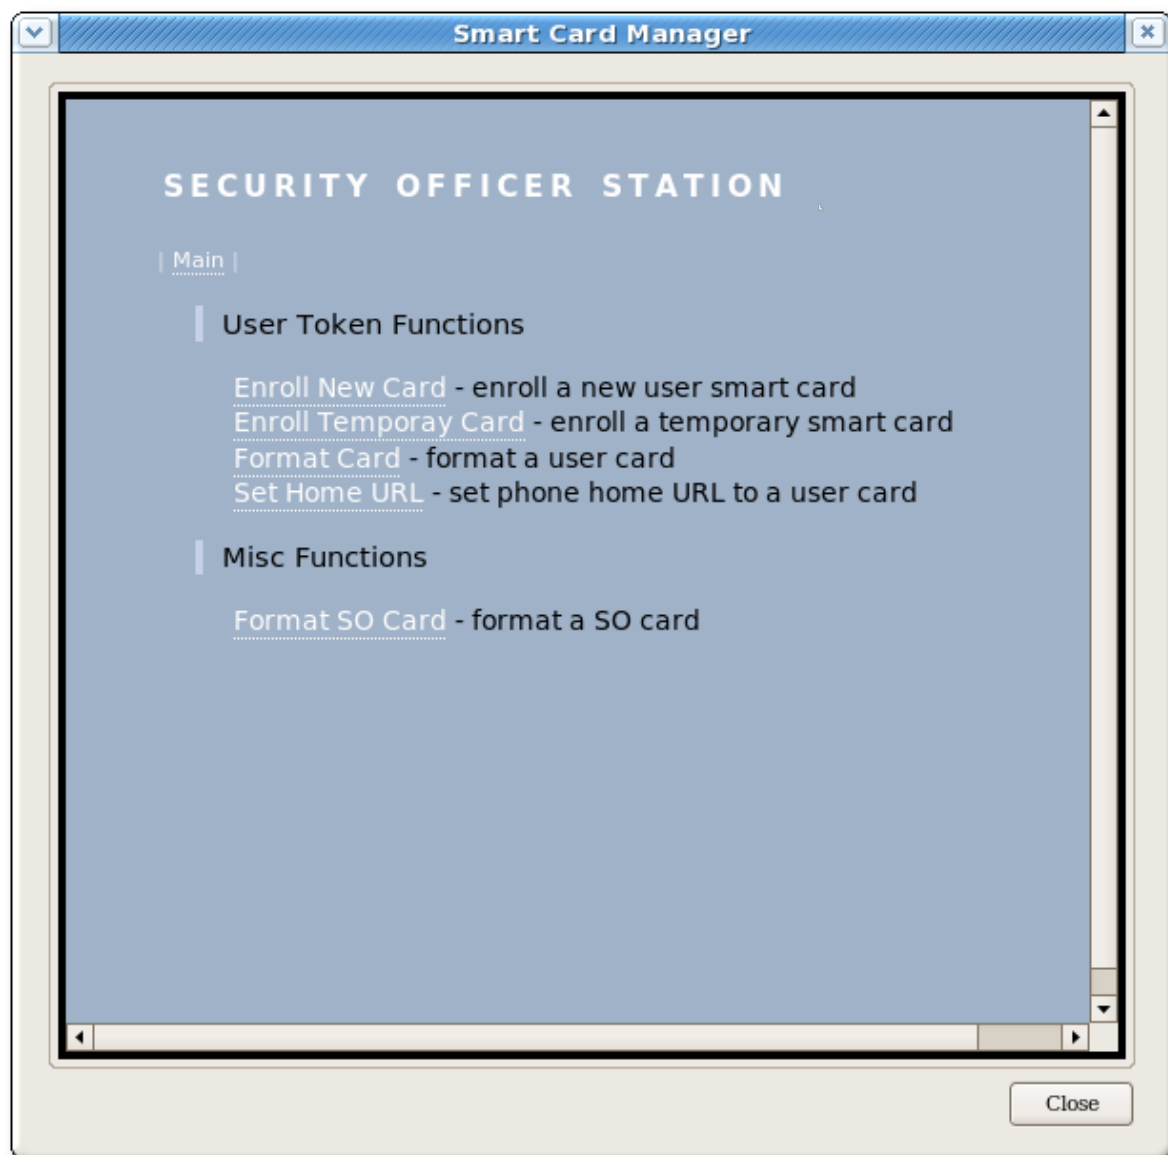 Smart Card Manager
SECURITY OFFICER STATION
| Main |
User Token Functions
Enroll New Card - enroll a new user smart card
Enroll Temporay Card - enroll a temporary smart card
Format Card - format a user card
Set Home URL - set phone home URL to a user card
Misc Functions
Format SO Card - format a SO card
Close